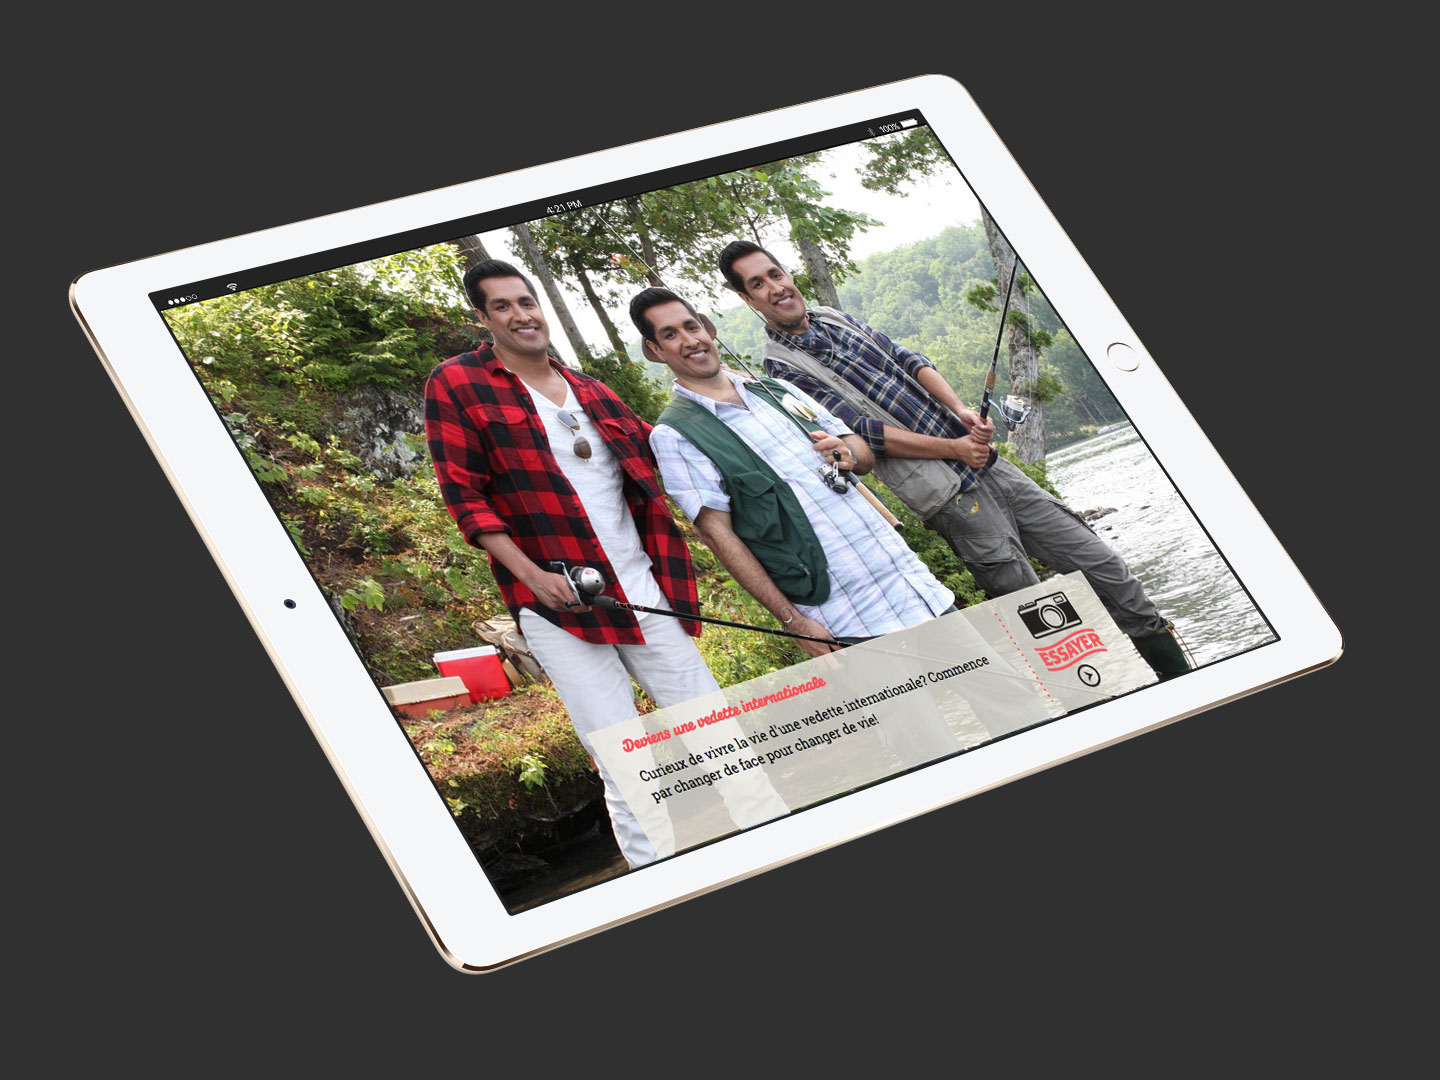 4:21 PM
100%
Deviens une vedette internationale
Curieux de vivre la vie d'une vedette internationale? Commence
par changer de face pour changer de vie!
ESSAYER